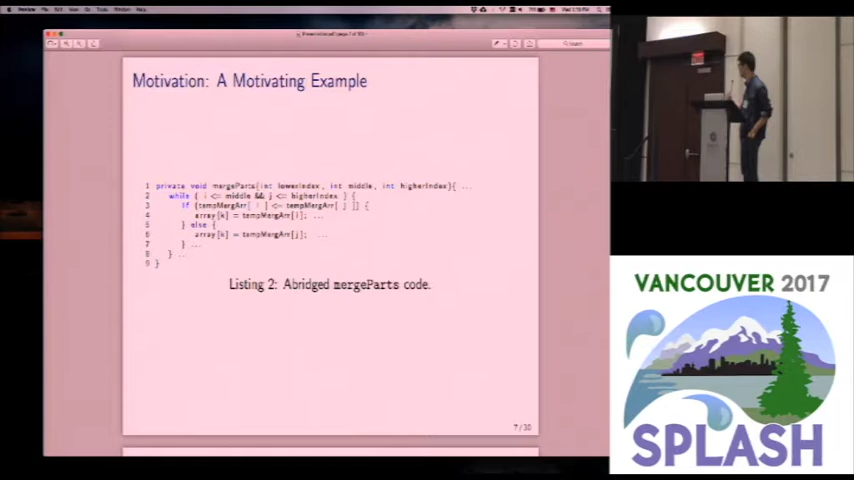 Motivation: A Motivating Example
1 private void mergeParts(int lowerIndex, int middle, int higherIndex){ ...
2 while ( i <= middle && j <= higherIndex ) {
3 if (tempMergArr[ i ] <= tempMergArr[ j ]) {
4 array[k] = tempMergArr[i]; ...
5 } else {
6 array[k] = tempMergArr[j]; ...
7 } ...
8 } ...
9 }
Listing 2: Abridged mergeParts code.
7 / 30
VANCOUVER 2017
SPLASH